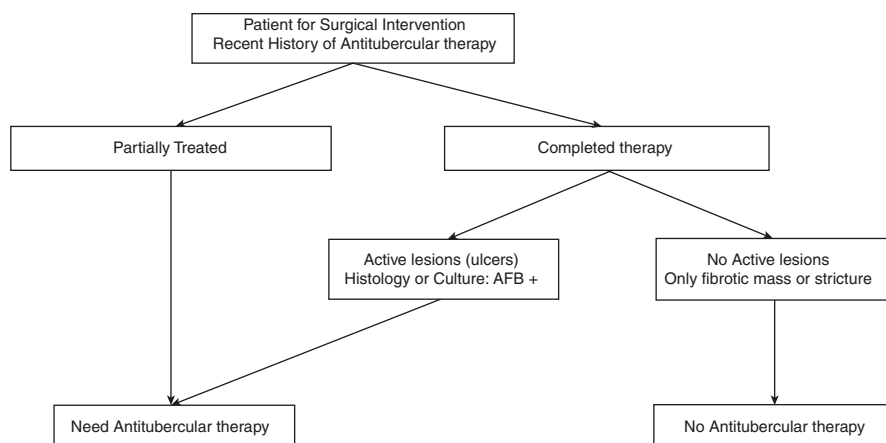 Patient for Surgical Intervention
Recent History of Antitubercular therapy
Partially Treated
Completed therapy
Active lesions (ulcers)
Histology or Culture: AFB +
No Active lesions
Only fibrotic mass or stricture
Need Antitubercular therapy
No Antitubercular therapy